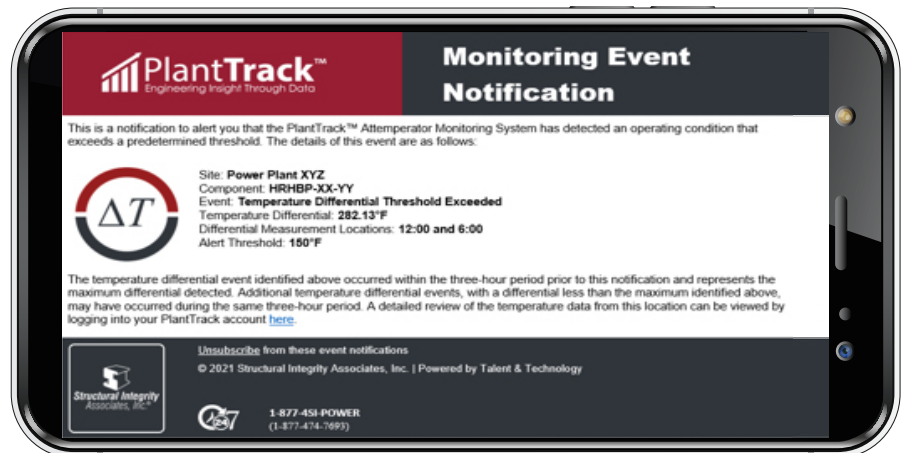 PlantTrack™
Engineering Insight Through Data
Monitoring Event
Notification
This is a notification to alert you that the PlantTrack™ Attemperator Monitoring System has detected an operating condition that
exceeds a predetermined threshold. The details of this event are as follows:
ΔT
Site: Power Plant XYZ
Component: HRHBP-XX-YY
Event: Temperature Differential Threshold Exceeded
Temperature Differential: 282.13°F
Differential Measurement Locations: 12:00 and 6:00
Alert Threshold: 150°F
The temperature differential event identified above occurred within the three-hour period prior to this notification and represents the
maximum differential detected. Additional temperature differential events, with a differential less than the maximum identified above,
may have occurred during the same three-hour period. A detailed review of the temperature data from this location can be viewed by
logging into your PlantTrack account here.
Unsubscribe from these event notifications
© 2021 Structural Integrity Associates, Inc. | Powered by Talent & Technology
Structural Integrity
Associates, Inc.®
24/7
1-877-4SI-POWER
(1-877-474-7693)